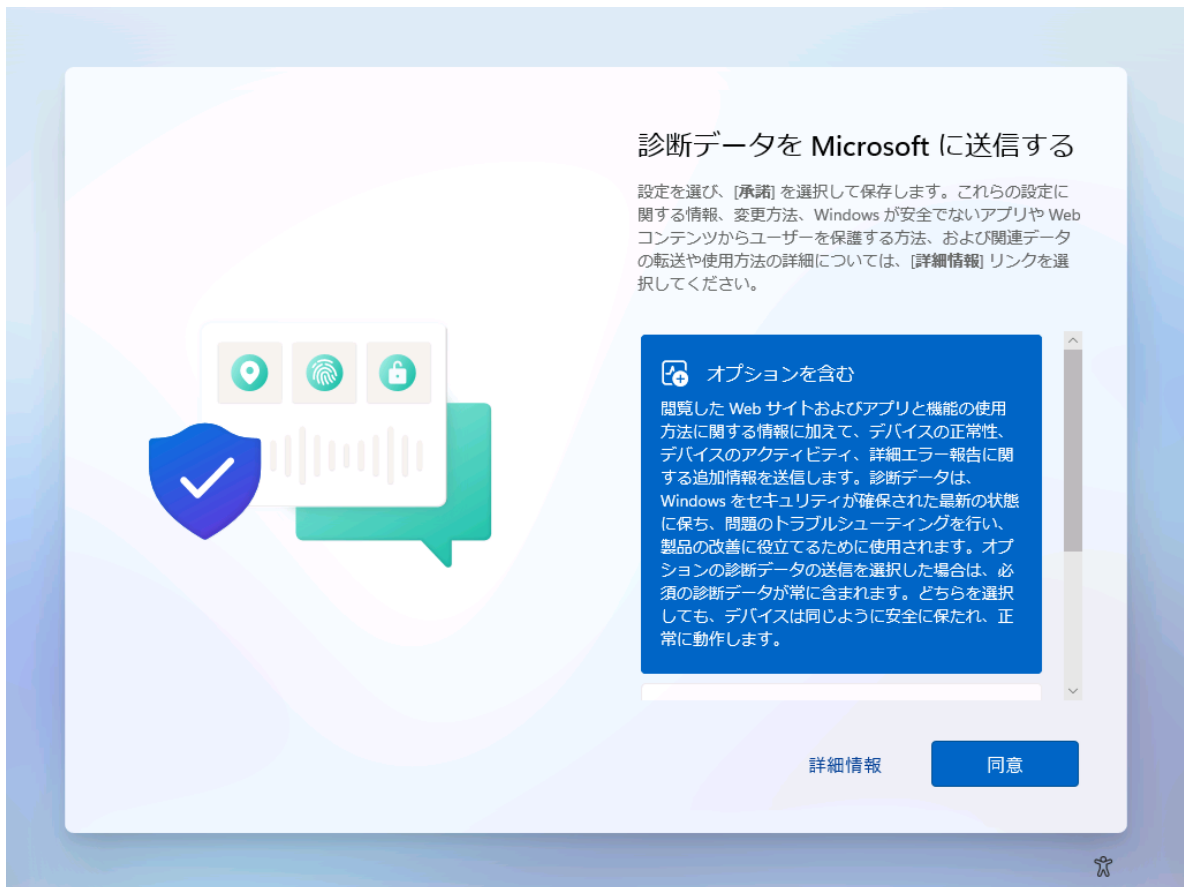 診断データを Microsoft に送信する
設定を選び、[承諾] を選択して保存します。これらの設定に
関する情報、変更方法、Windows が安全でないアプリや Web
コンテンツからユーザーを保護する方法、および関連データ
の転送や使用方法の詳細については、[詳細情報] リンクを選
択してください。
オプションを含む
閲覧した Web サイトおよびアプリと機能の使用
方法に関する情報に加えて、デバイスの正常性、
デバイスのアクティビティ、詳細エラー報告に関
する追加情報を送信します。診断データは、
Windows をセキュリティが確保された最新の状態
に保ち、問題のトラブルシューティングを行い、
製品の改善に役立てるために使用されます。オプ
ションの診断データの送信を選択した場合は、必
須の診断データが常に含まれます。どちらを選択
しても、デバイスは同じように安全に保たれ、正
常に動作します。
詳細情報
同意